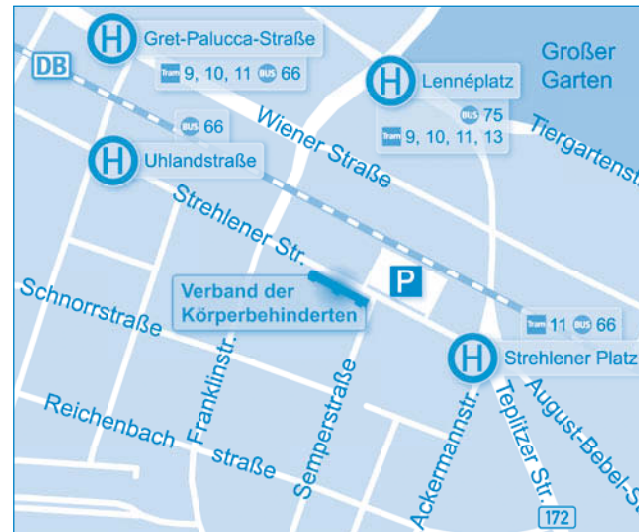 H Gret-Palucca-Straße
Tram 9, 10, 11 BUS 66
DB
Großer
Garten
H Lennéplatz
BUS 75
Tram 9, 10, 11, 13
BUS 66
H Uhlandstraße
Wiener Straße
Tiergartenst
Strehlener Str.
P
Verband der
Körperbehinderten
Schnorrstraße
Tram 11 BUS 66
H Strehlener Platz
Franklinstr.
Semperstraße
Reichenbach straße
Ackermannstr.
Teplitzer Str.
August-Bebel-S
172